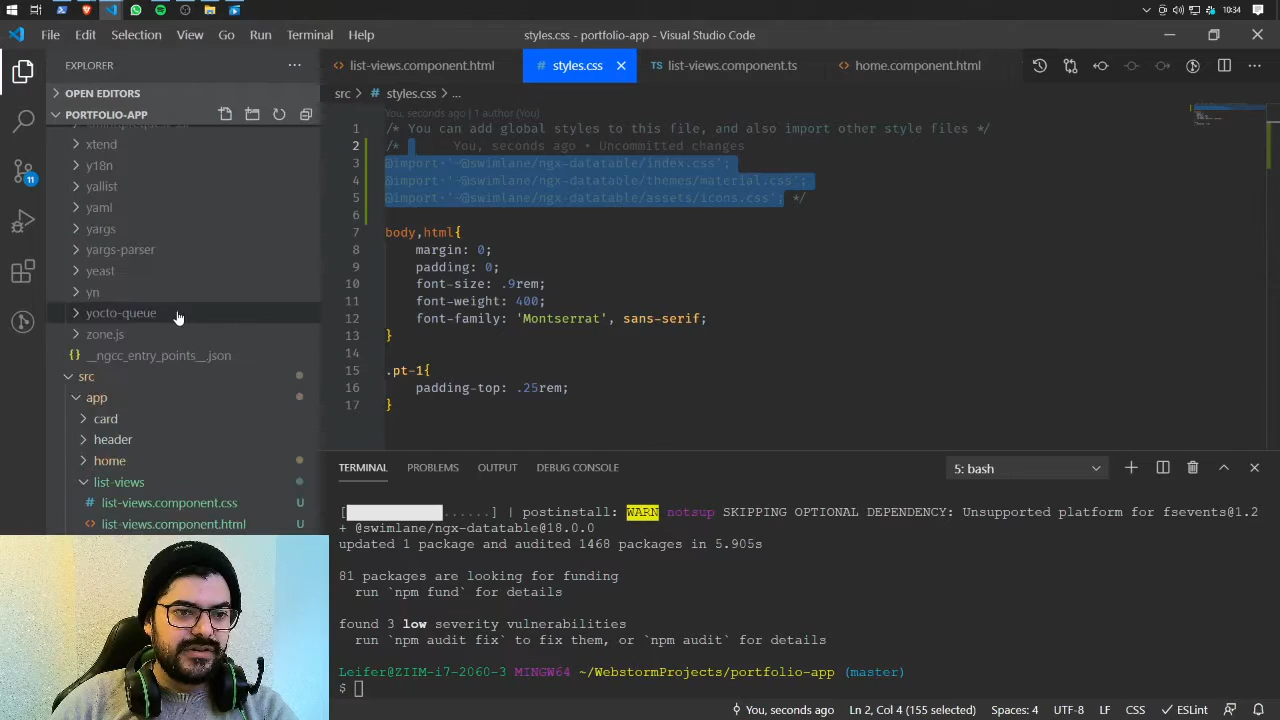 10:34
File Edit Selection View Go Run Terminal Help
styles.css - portfolio-app - Visual Studio Code
EXPLORER
OPEN EDITORS
PORTFOLIO-APP
xtend
y18n
yallist
yaml
yargs
yargs-parser
yeast
yn
yocto-queue
zone.js
{} __ngcc_entry_points__.json
src
app
card
header
home
list-views
# list-views.component.css U
<> list-views.component.html U
11
<> list-views.component.html
# styles.css
TS list-views.component.ts
<> home.component.html
src > # styles.css > ...
You, seconds ago | 1 author (You)
1 /* You can add global styles to this file, and also import other style files */
2 /* You, seconds ago • Uncommitted changes
3 @import '~@swimlane/ngx-datatable/index.css';
4 @import '~@swimlane/ngx-datatable/themes/material.css';
5 @import '~@swimlane/ngx-datatable/assets/icons.css'; */
6
7 body,html{
8 margin: 0;
9 padding: 0;
10 font-size: .9rem;
11 font-weight: 400;
12 font-family: 'Montserrat', sans-serif;
13 }
14
15 .pt-1{
16 padding-top: .25rem;
17 }
TERMINAL PROBLEMS OUTPUT DEBUG CONSOLE
5: bash
[ ......] | postinstall: WARN notsup SKIPPING OPTIONAL DEPENDENCY: Unsupported platform for fsevents@1.2
+ @swimlane/ngx-datatable@18.0.0
updated 1 package and audited 1468 packages in 5.905s
81 packages are looking for funding
run `npm fund` for details
found 3 low severity vulnerabilities
run `npm audit fix` to fix them, or `npm audit` for details
Leifer@ZIIM-i7-2060-3 MINGW64 ~/WebstormProjects/portfolio-app (master)
$
You, seconds ago Ln 2, Col 4 (155 selected) Spaces: 4 UTF-8 LF CSS ESLint